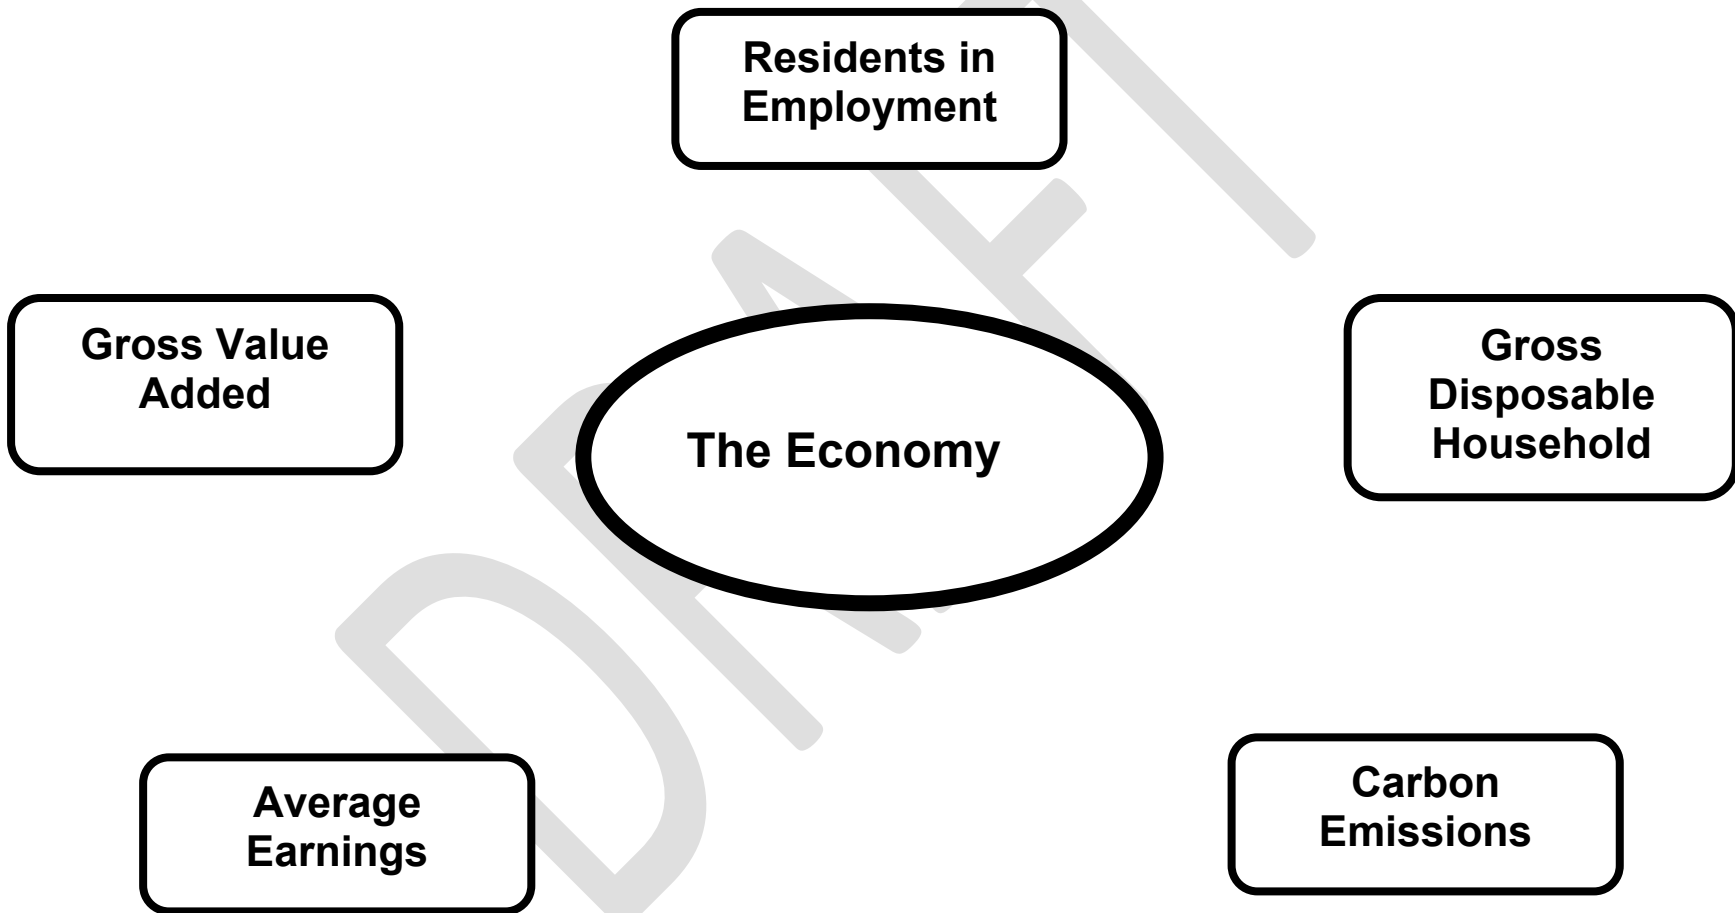 Residents in
Employment
Gross Value
Added
The Economy
Gross
Disposable
Household
Average
Earnings
Carbon
Emissions
DRAFT